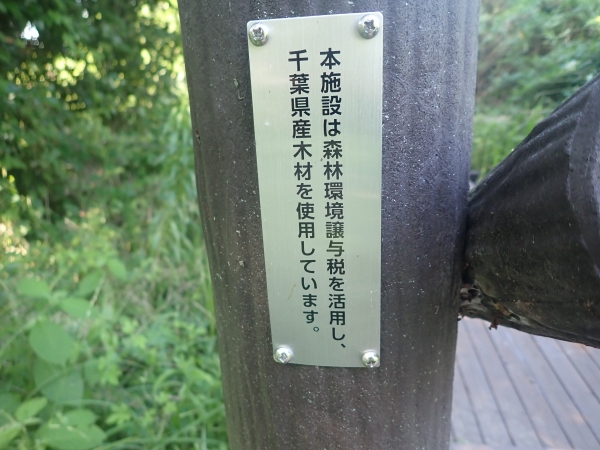 本施設は森林環境譲与税を活用し、
千葉県産木材を使用しています。